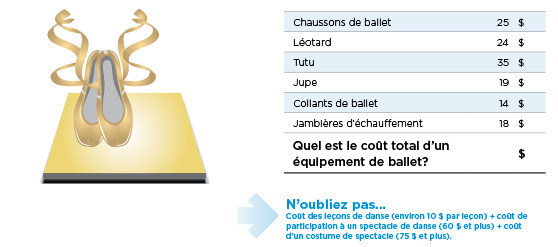 Chaussons de ballet 25 $
Léotard 24 $
Tutu 35 $
Jupe 19 $
Collants de ballet 14 $
Jambières d'échauffement 18 $
Quel est le coût total d'un
équipement de ballet? $
N'oubliez pas...
Coût des leçons de danse (environ 10 $ par leçon) + coût de
participation à un spectacle de danse (60 $ et plus) + coût
d'un costume de spectacle (75 $ et plus).